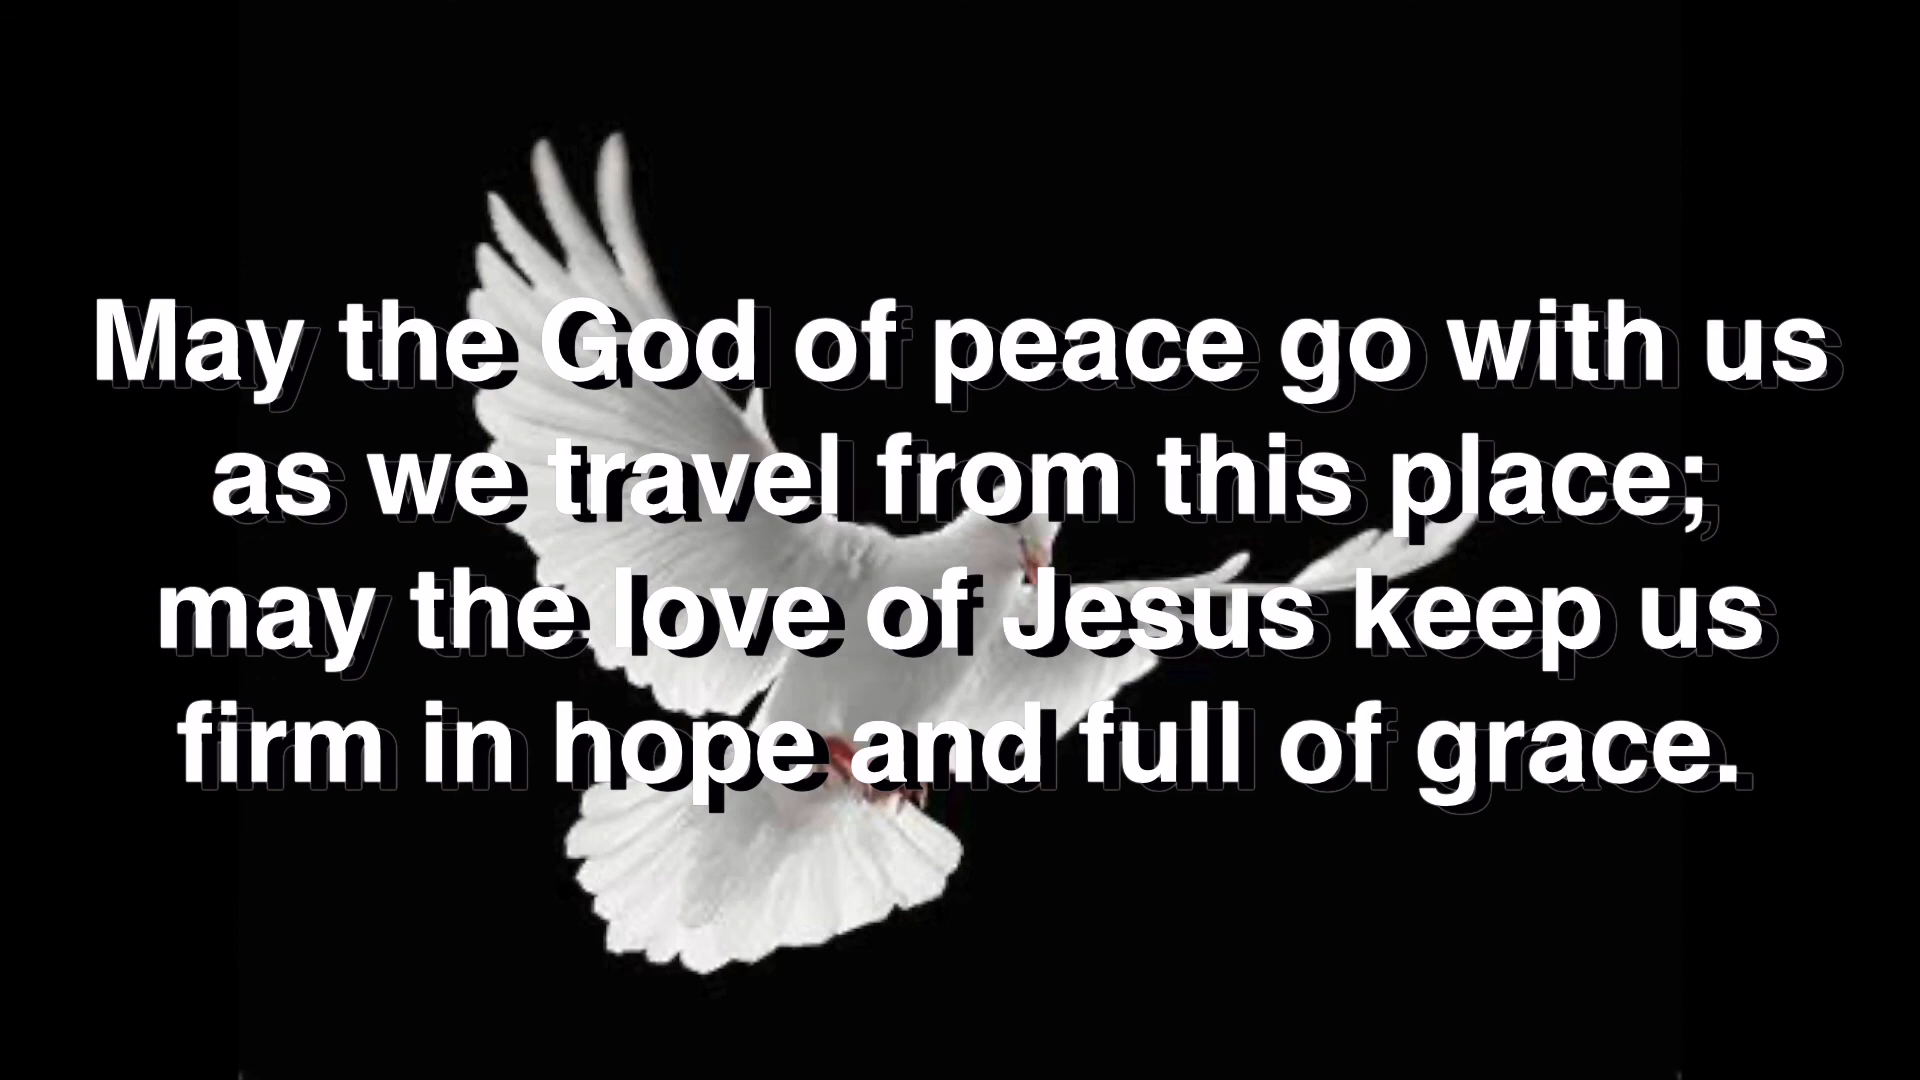 May the God of peace go with us
as we travel from this place;
may the love of Jesus keep us
firm in hope and full of grace.